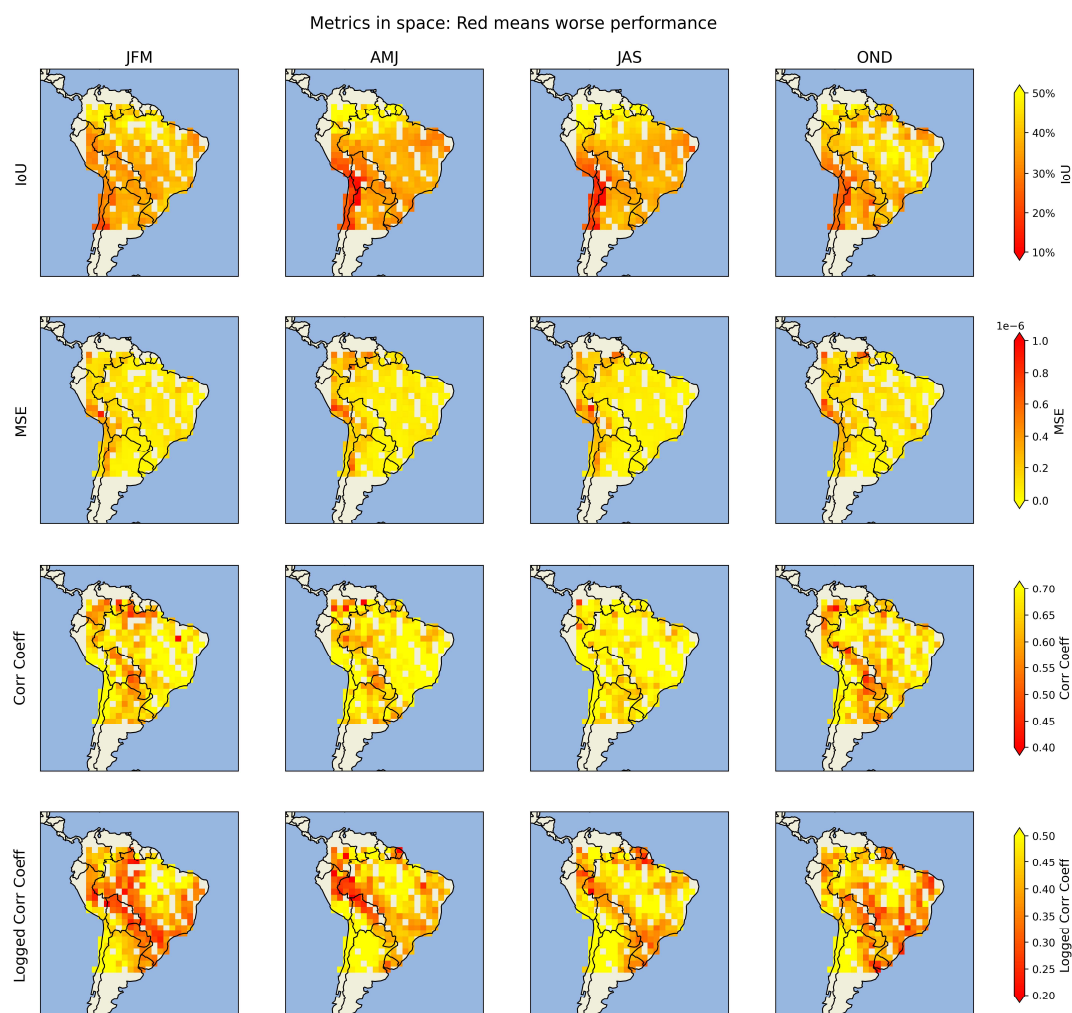 Metrics in space: Red means worse performance
JFM
AMJ
JAS
OND
IoU
50%
40%
30%
20%
10%
IoU
MSE
1e−6
1.0
0.8
0.6
0.4
0.2
0.0
MSE
Corr Coeff
0.70
0.65
0.60
0.55
0.50
0.45
0.40
Corr Coeff
Logged Corr Coeff
0.50
0.45
0.40
0.35
0.30
0.25
0.20
Logged Corr Coeff